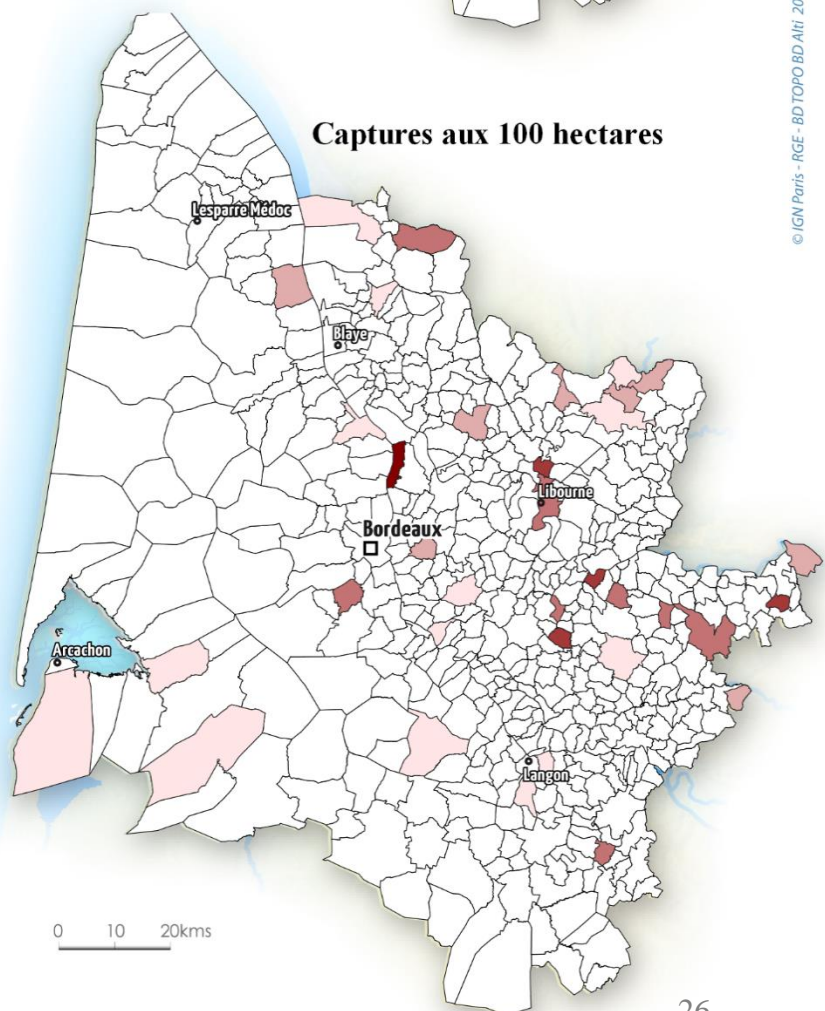 © IGN Paris - RGE - BD TOPO BD Alti 20
Captures aux 100 hectares
Lesparre Médoc
Blaye
Libourne
Bordeaux
Arcachon
Langon
0 10 20kms
26